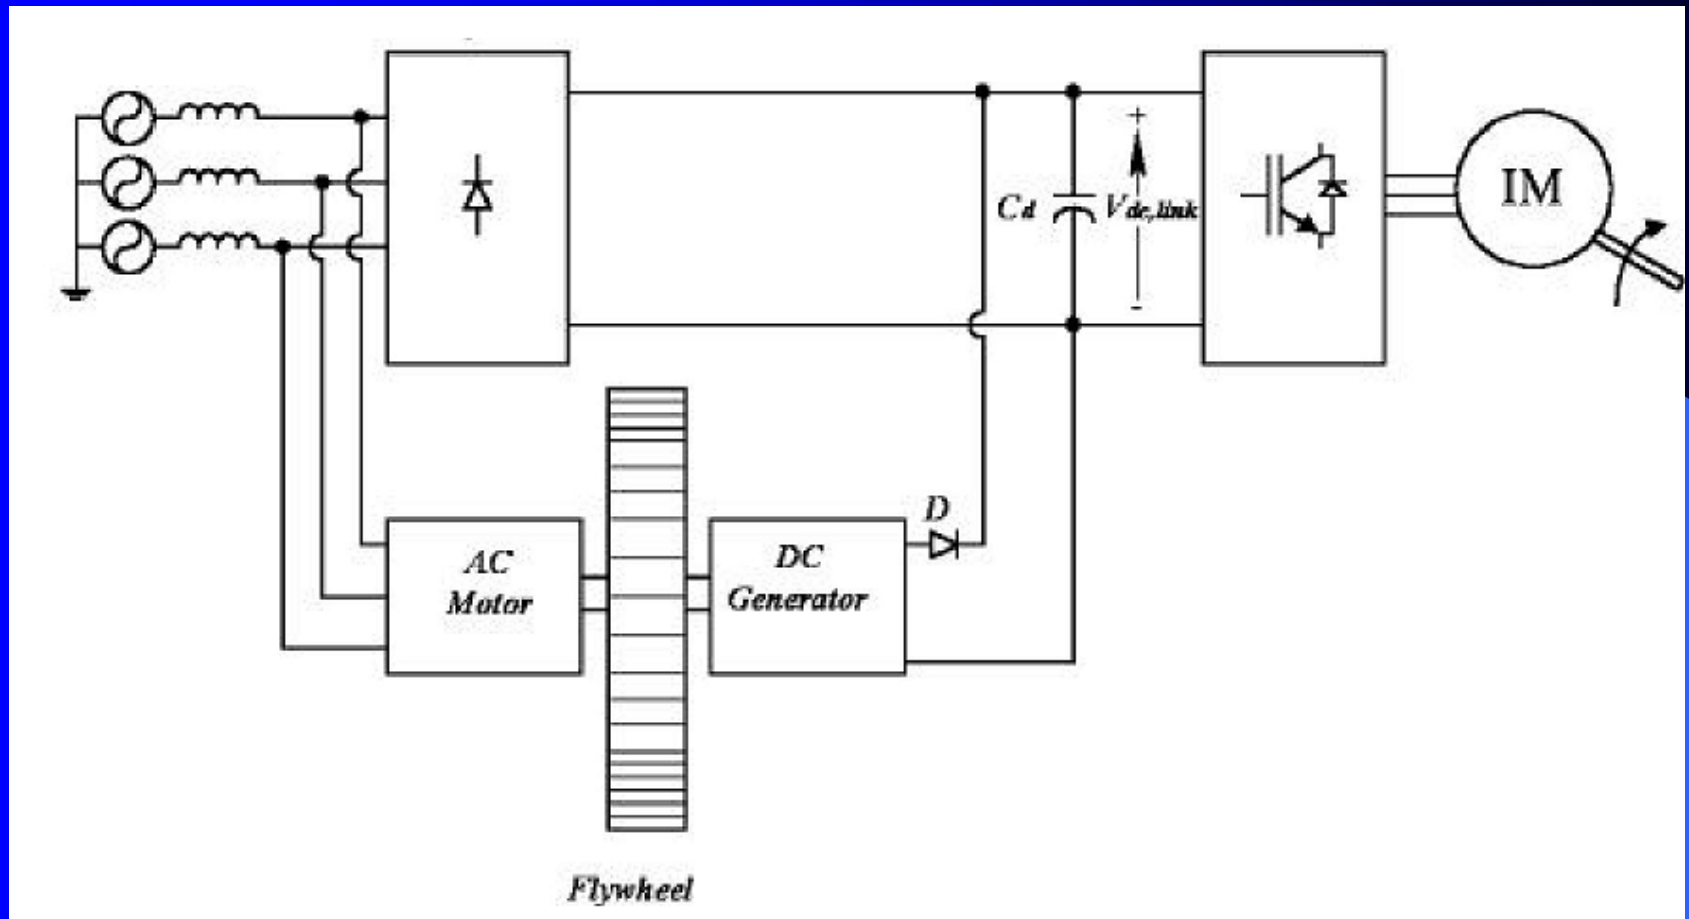 +
Cd
Vdc,link
-
IM
D
AC
Motor
DC
Generator
Flywheel